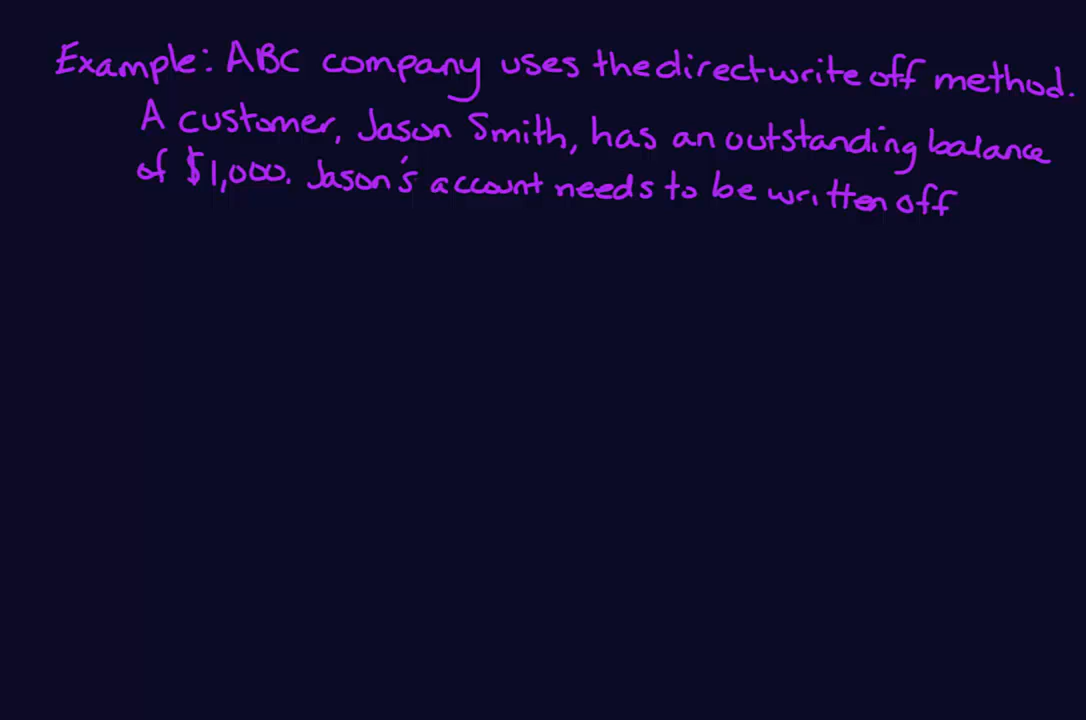 Example: ABC company uses the direct write off method.
A customer, Jason Smith, has an outstanding balance
of $1,000. Jason's account needs to be written off